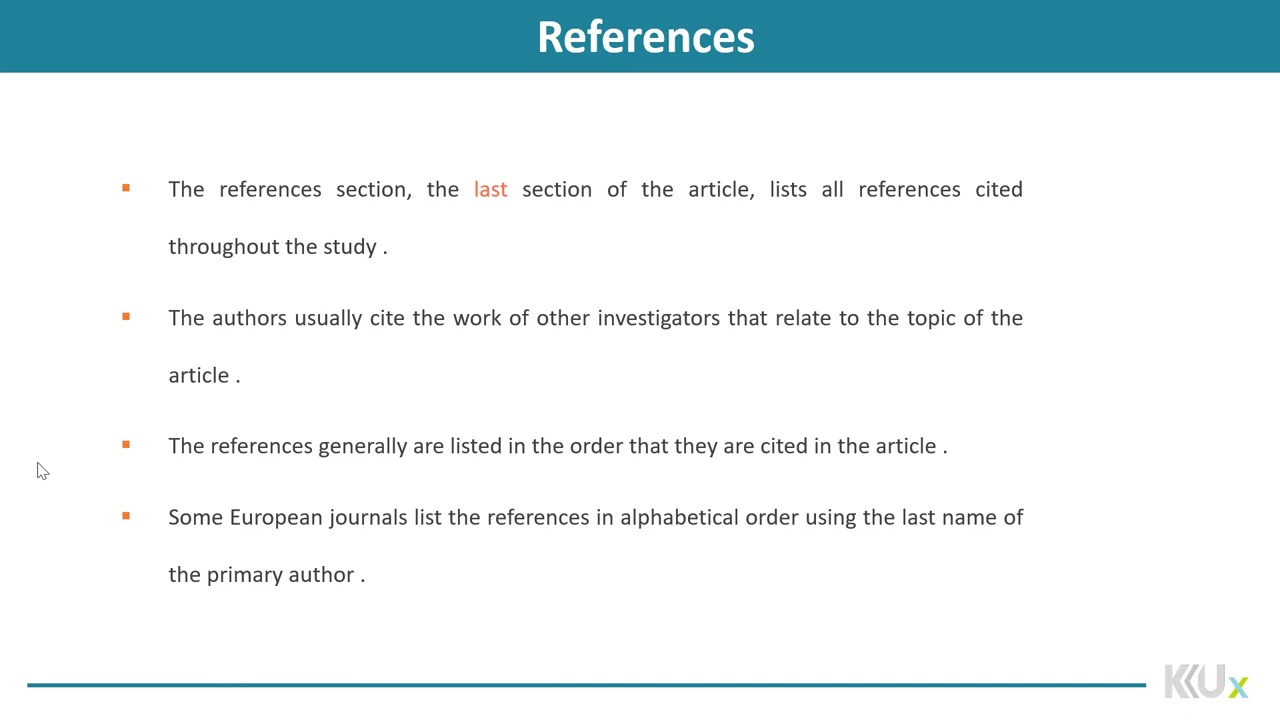 References
The references section, the last section of the article, lists all references cited
throughout the study .
The authors usually cite the work of other investigators that relate to the topic of the
article .
The references generally are listed in the order that they are cited in the article .
Some European journals list the references in alphabetical order using the last name of
the primary author .
KKUx